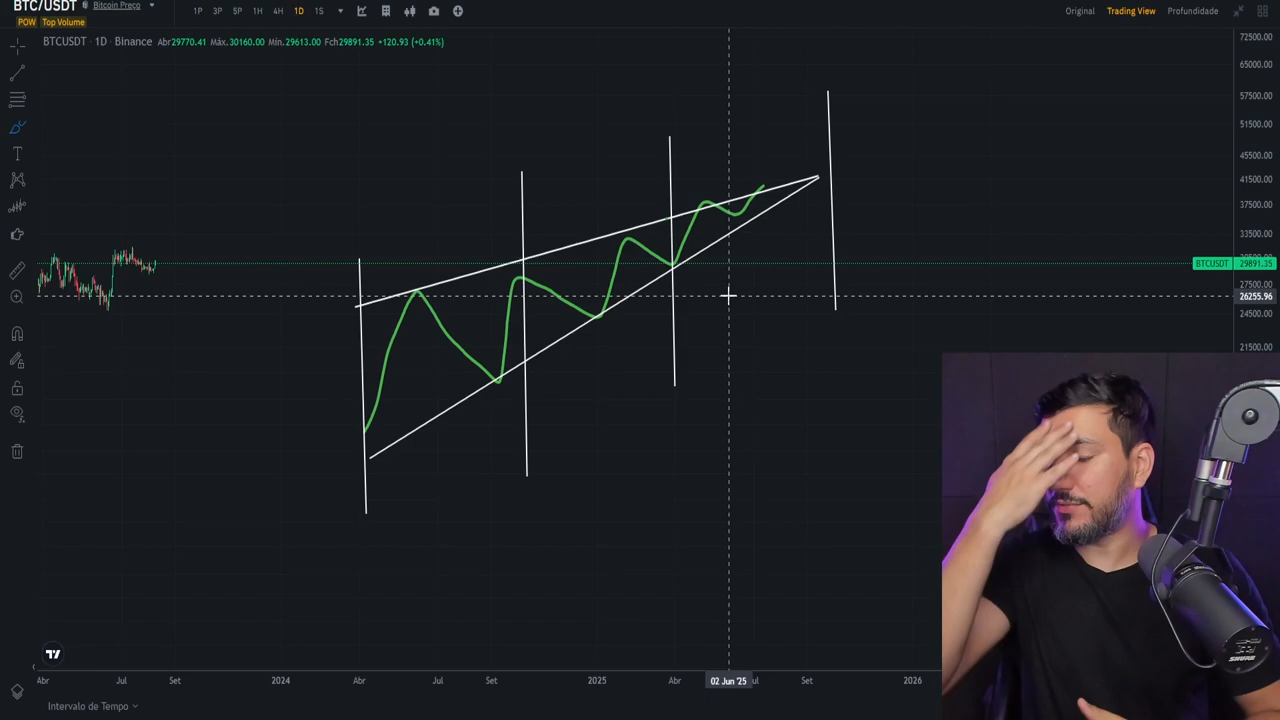 BTC/USDT Bitcoin Preço
POW Top Volume
1P 3P 5P 1H 4H 1D 1S
Original Trading View Profundidade
BTCUSDT · 1D · Binance Abr29770.41 Máx.30160.00 Mín.29613.00 Fch29891.35 +120.93 (+0.41%)
72500.00
65000.00
57500.00
51500.00
45500.00
41500.00
37500.00
33500.00
BTCUSDT 29891.35
27500.00
26255.96
24500.00
21500.00
Abr Jul Set 2024 Abr Jul Set 2025 Abr 02 Jun '25 Set 2026
Intervalo de Tempo
SHURE